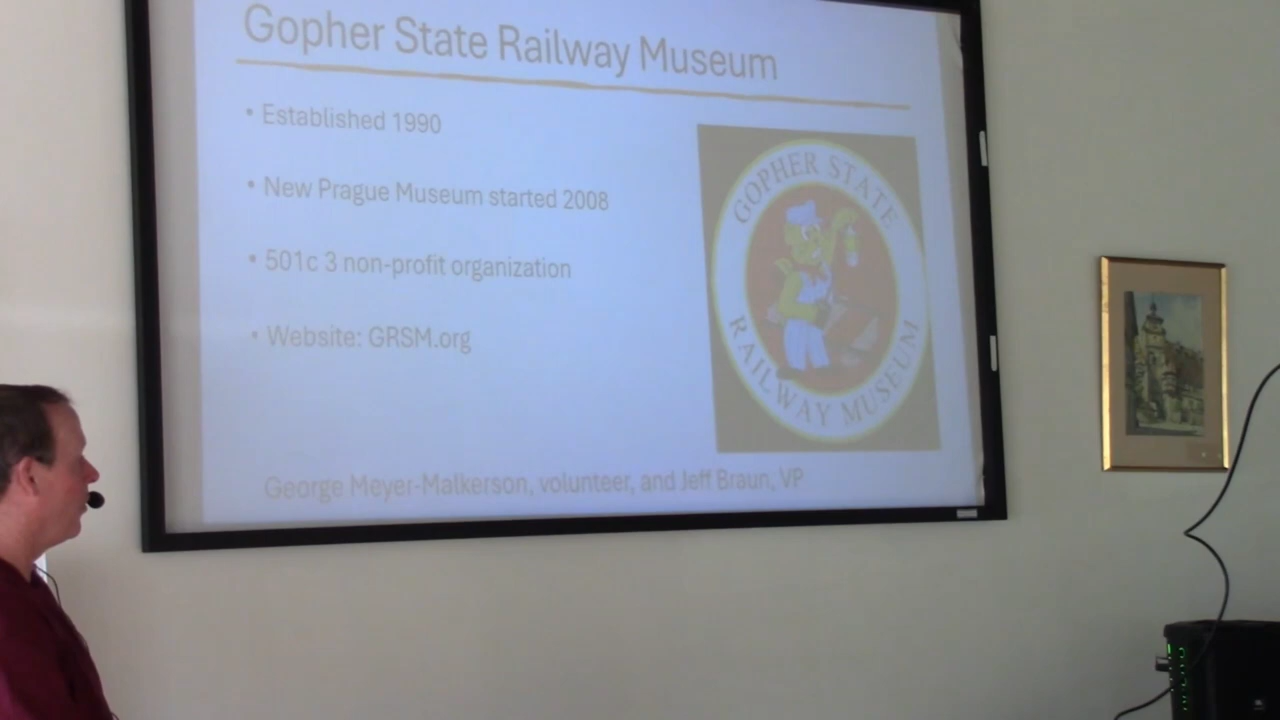 Gopher State Railway Museum
• Established 1990
• New Prague Museum started 2008
• 501c 3 non-profit organization
• Website: GRSM.org
GOPHER STATE
RAILWAY MUSEUM
George Meyer-Malkerson, volunteer, and Jeff Braun, VP